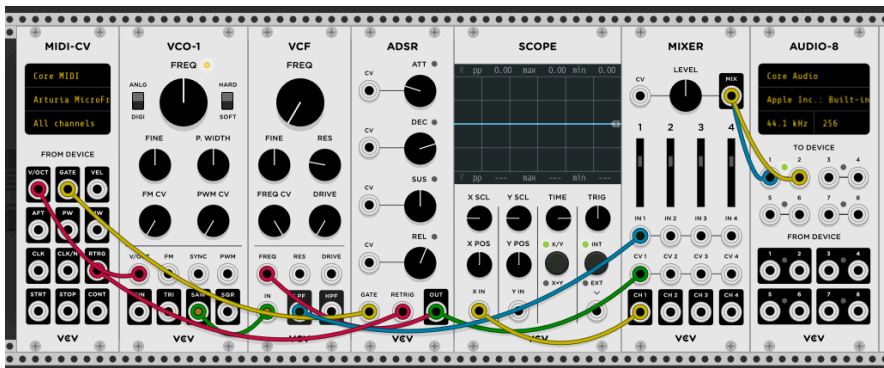 MIDI-CV
Core MIDI
Arturia MicroFr
All channels
FROM DEVICE
V/OCT GATE VEL
AFT PW MW
CLK CLK/N RTRG
STRT STOP CONT
VCV
VCO-1
FREQ
ANLG HARD
DIGI SOFT
FINE P. WIDTH
FM CV PWM CV
V/OCT FM SYNC PWM
TRI SAW SQR
VCV
VCF
FREQ
FINE RES
FREQ CV DRIVE
FREQ RES DRIVE
IN LPF HPF
VCV
ADSR
ATT
CV
DEC
CV
SUS
CV
REL
CV
GATE RETRIG OUT
VCV
SCOPE
X pp 0.00 max 0.00 min 0.00
Y pp --- max --- min ---
X SCL Y SCL TIME TRIG
X POS Y POS X/Y INT
X×Y EXT
X IN Y IN
MIXER
LEVEL
CV MIX
1 2 3 4
IN 1 IN 2 IN 3 IN 4
CV 1 CV 2 CV 3 CV 4
CH 1 CH 2 CH 3 CH 4
VCV
AUDIO-8
Core Audio
Apple Inc.: Built-in
44.1 kHz 256
TO DEVICE
1 2 3 4
5 6 7 8
FROM DEVICE
1 2 3 4
5 6 7 8
VCV